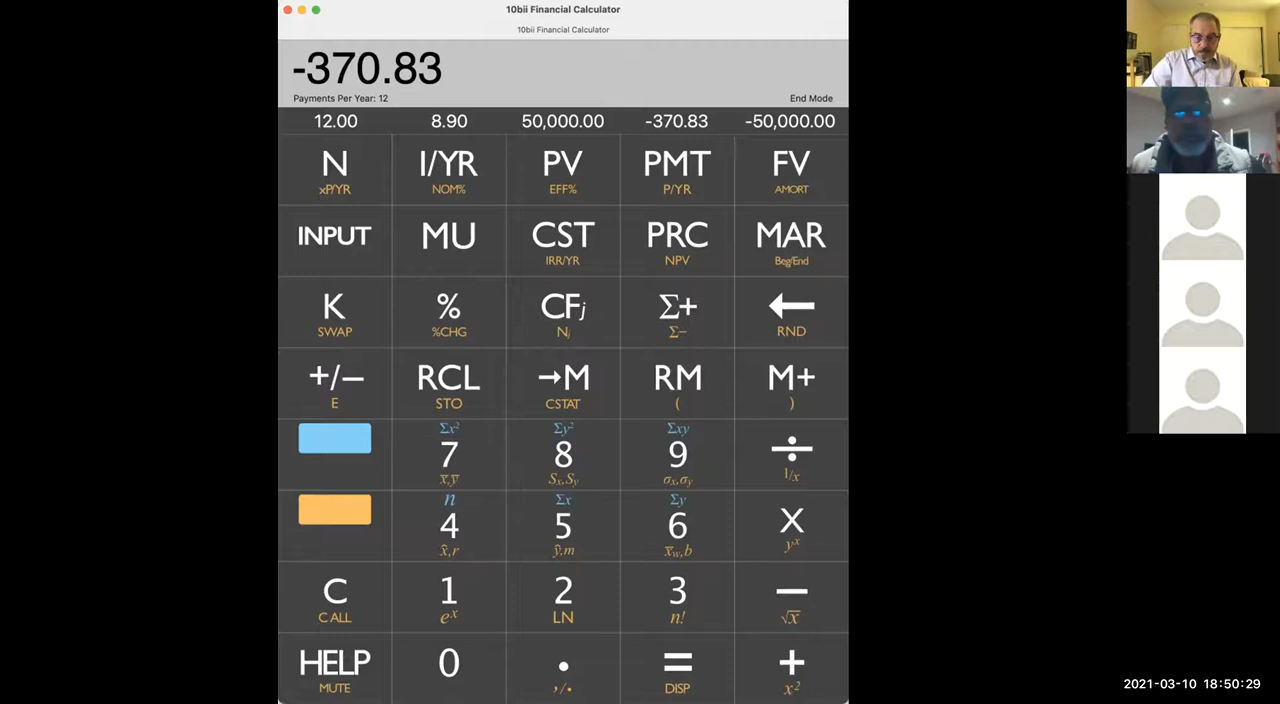 10bii Financial Calculator
10bii Financial Calculator
-370.83
Payments Per Year: 12 End Mode
12.00 8.90 50,000.00 -370.83 -50,000.00
N I/YR PV PMT FV
xP/YR NOM% EFF% P/YR AMORT
INPUT MU CST PRC MAR
IRR/YR NPV Beg/End
K % CFj Σ+ ←
SWAP %CHG Nj Σ− RND
+/− RCL →M RM M+
E STO CSTAT ( )
Σx² Σy² Σxy
7 8 9 ÷
x̄,ȳ Sx,Sy σx,σy 1/x
n Σx Σy
4 5 6 X
x̂,r ŷ,m x̄w,b yˣ
C 1 2 3 −
C ALL eˣ LN n! √x
HELP 0 . = +
MUTE ,/. DISP x²
2021-03-10 18:50:29